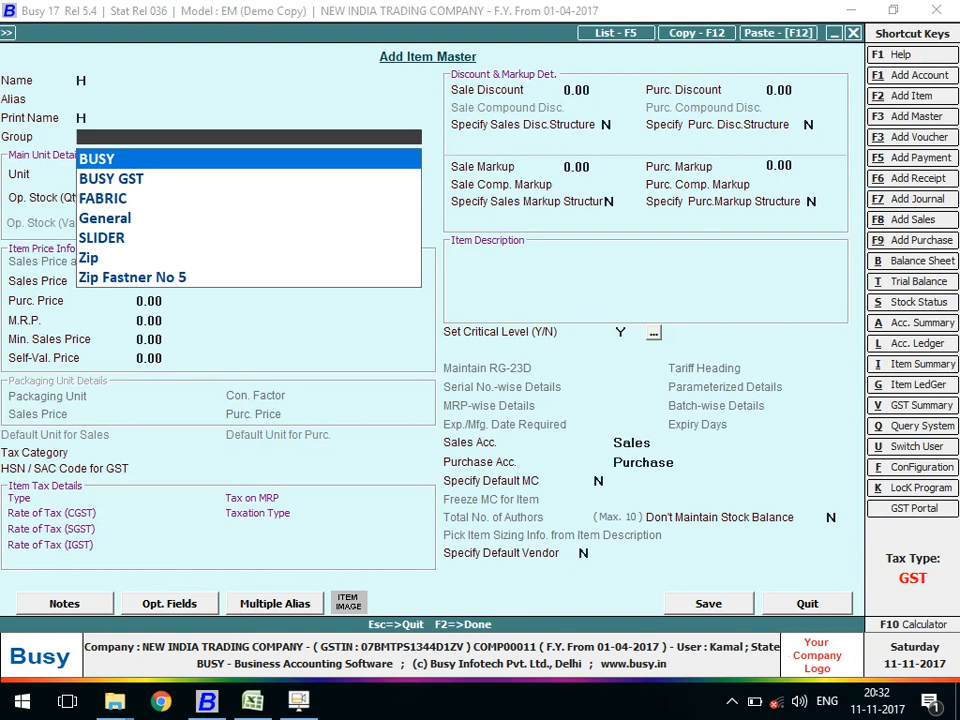 Busy 17 Rel 5.4 | Stat Rel 036 | Model : EM (Demo Copy) | NEW INDIA TRADING COMPANY - F.Y. From 01-04-2017
>> List - F5 Copy - F12 Paste - [F12]
Add Item Master
Name H
Alias
Print Name H
Group
BUSY
BUSY GST
FABRIC
General
SLIDER
Zip
Zip Fastner No 5
Main Unit Detai
Unit
Op. Stock (Qt
Op. Stock (Va
Item Price Info
Sales Price a
Sales Price
Purc. Price 0.00
M.R.P. 0.00
Min. Sales Price 0.00
Self-Val. Price 0.00
Packaging Unit Details
Packaging Unit Con. Factor
Sales Price Purc. Price
Default Unit for Sales Default Unit for Purc.
Tax Category
HSN / SAC Code for GST
Item Tax Details
Type Tax on MRP
Rate of Tax (CGST) Taxation Type
Rate of Tax (SGST)
Rate of Tax (IGST)
Discount & Markup Det.
Sale Discount 0.00 Purc. Discount 0.00
Sale Compound Disc. Purc. Compound Disc.
Specify Sales Disc.Structure N Specify Purc. Disc.Structure N
Sale Markup 0.00 Purc. Markup 0.00
Sale Comp. Markup Purc. Comp. Markup
Specify Sales Markup Structur N Specify Purc.Markup Structure N
Item Description
Set Critical Level (Y/N) Y ...
Maintain RG-23D Tariff Heading
Serial No.-wise Details Parameterized Details
MRP-wise Details Batch-wise Details
Exp./Mfg. Date Required Expiry Days
Sales Acc. Sales
Purchase Acc. Purchase
Specify Default MC N
Freeze MC for Item
Total No. of Authors (Max. 10) Don't Maintain Stock Balance N
Pick Item Sizing Info. from Item Description
Specify Default Vendor N
Notes Opt. Fields Multiple Alias ITEM IMAGE Save Quit
Esc=>Quit F2=>Done
Shortcut Keys
F1 Help
F1 Add Account
F2 Add Item
F3 Add Master
F3 Add Voucher
F5 Add Payment
F6 Add Receipt
F7 Add Journal
F8 Add Sales
F9 Add Purchase
B Balance Sheet
T Trial Balance
S Stock Status
A Acc. Summary
L Acc. Ledger
I Item Summary
G Item LedGer
V GST Summary
Q Query System
U Switch User
F Configuration
K LocK Program
GST Portal
Tax Type:
GST
F10 Calculator
Busy
Company : NEW INDIA TRADING COMPANY - ( GSTIN : 07BMTPS1344D1ZV ) COMP00011 ( F.Y. From 01-04-2017 ) - User : Kamal ; State
BUSY - Business Accounting Software ; (c) Busy Infotech Pvt. Ltd., Delhi ; www.busy.in
Your
Company
Logo
Saturday
11-11-2017
B ENG 20:32
11-11-2017
1